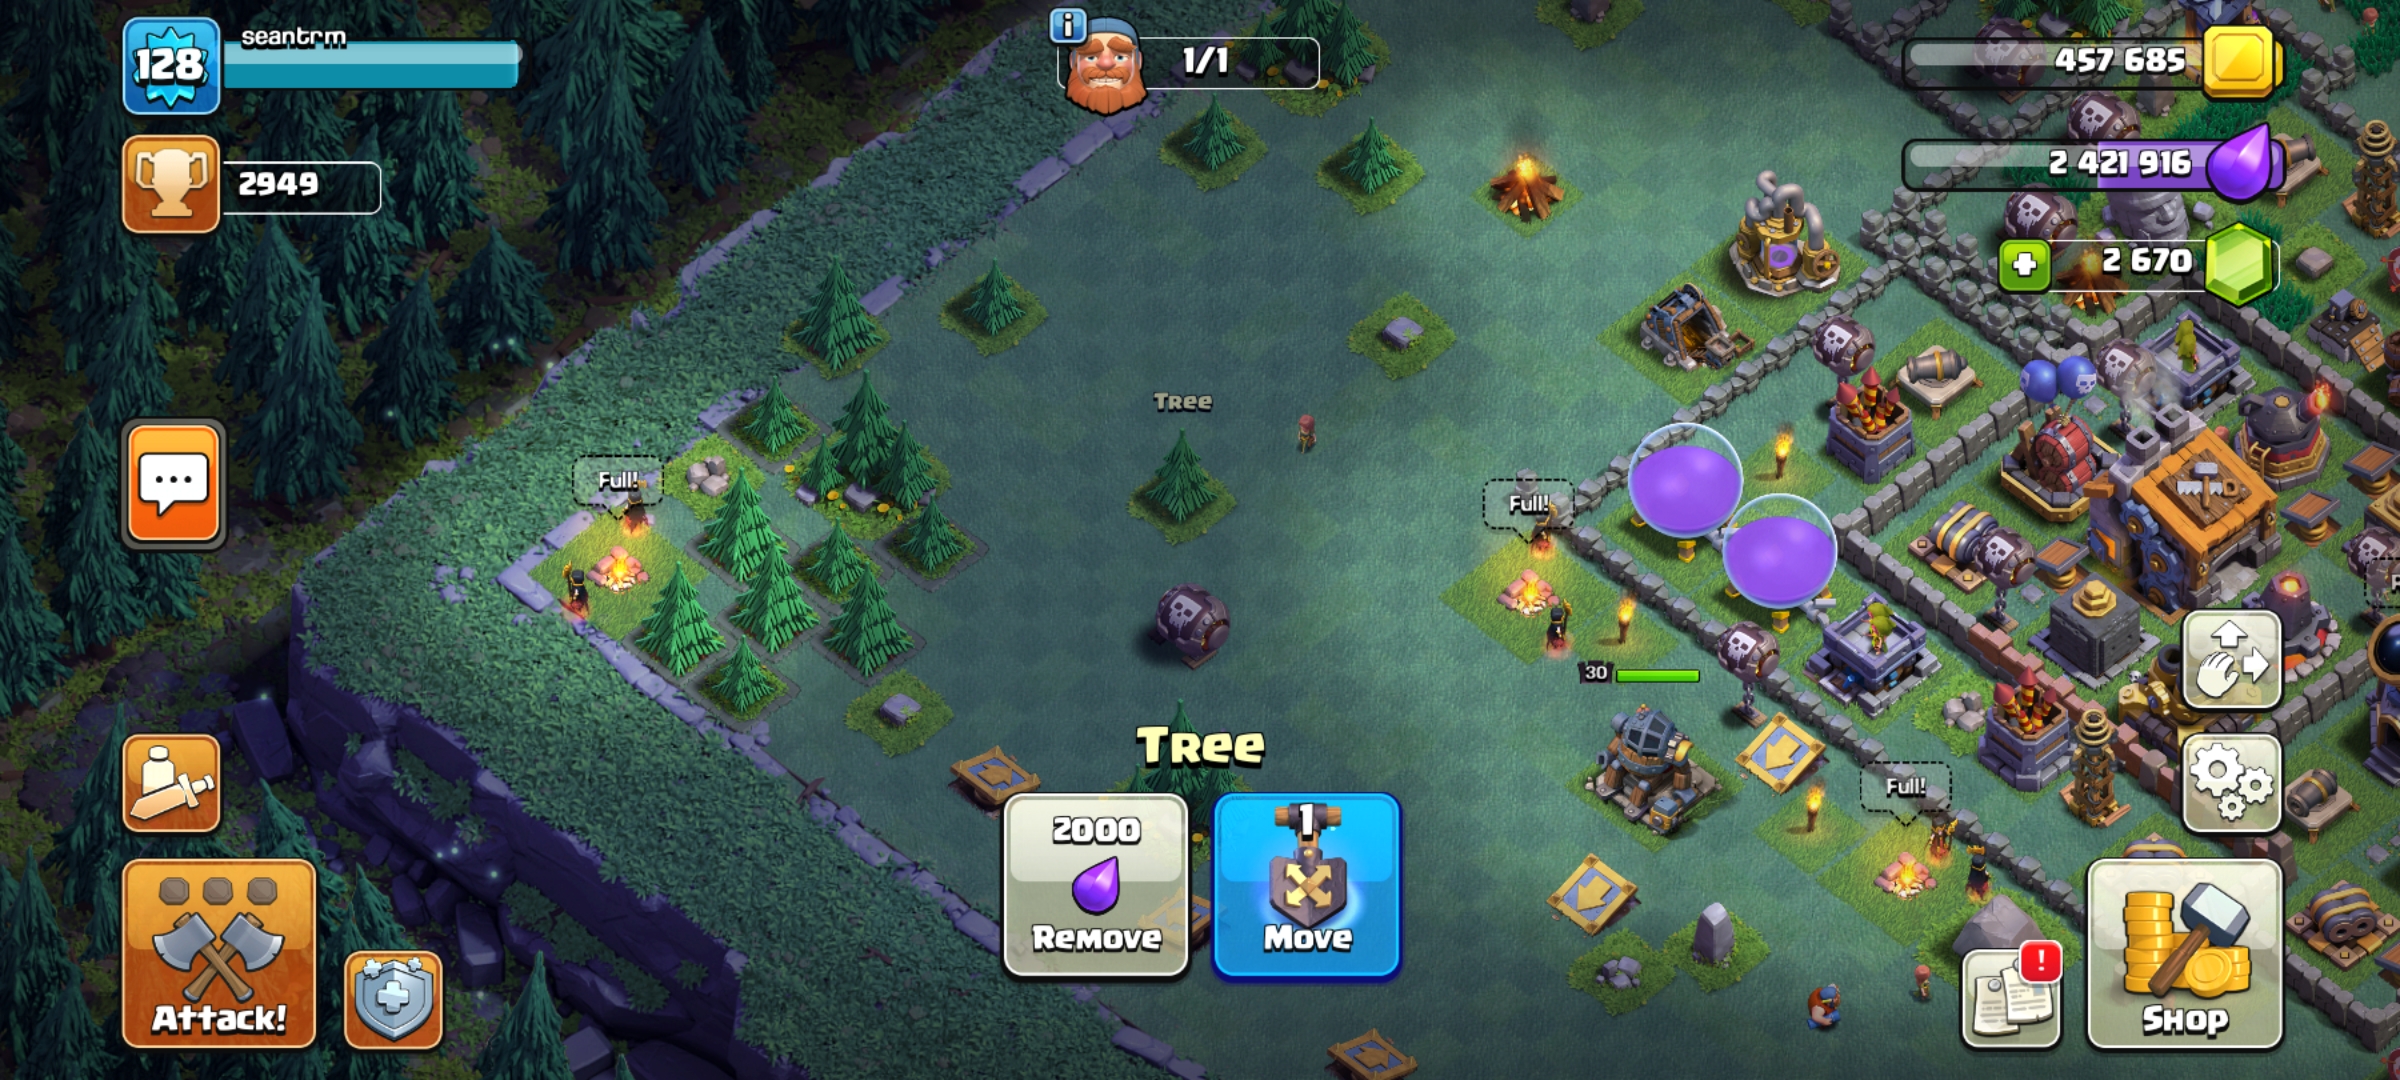 128
seantrm
i
1/1
457 685
2949
2 421 916
2 670
Tree
Full!
Full!
30
Tree
Full!
2000
Remove
1
Move
Attack!
!
Shop